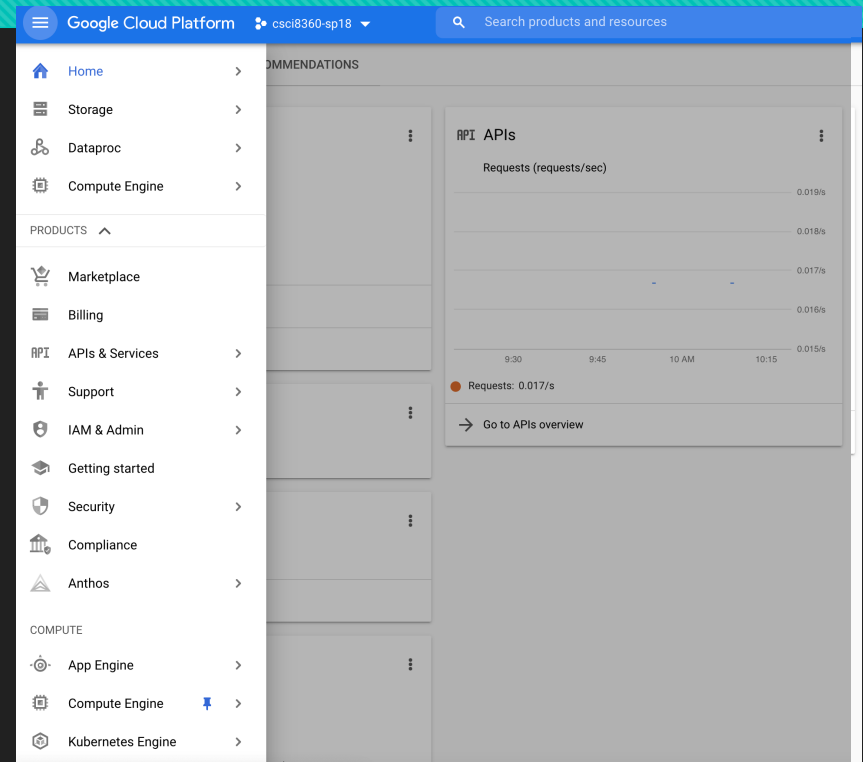 Google Cloud Platform
csci8360-sp18
Search products and resources
Home
Storage
Dataproc
Compute Engine
PRODUCTS
Marketplace
Billing
API
APIs & Services
Support
IAM & Admin
Getting started
Security
Compliance
Anthos
COMPUTE
App Engine
Compute Engine
Kubernetes Engine
OMMENDATIONS
API APIs
Requests (requests/sec)
0.019/s
0.018/s
0.017/s
0.016/s
0.015/s
9:30 9:45 10 AM 10:15
Requests: 0.017/s
Go to APIs overview